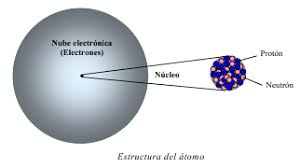 Nube electrónica
(Electrones)
Protón
Núcleo
Neutrón
Estructura del átomo